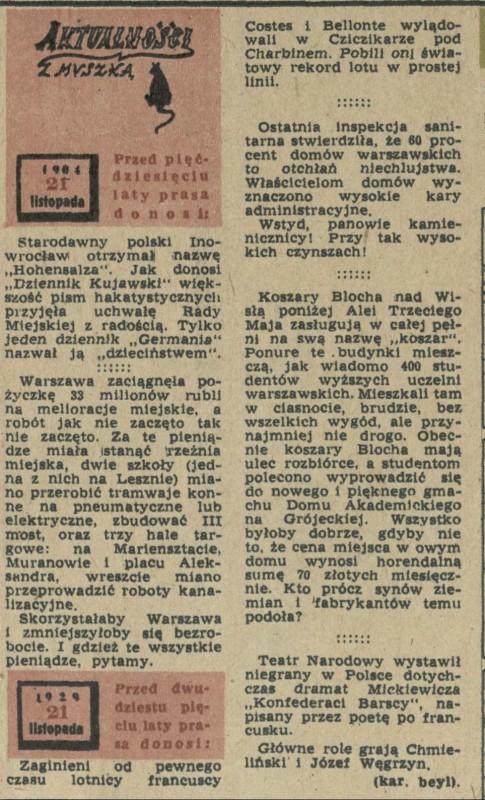 AKTUALNOŚCI
Z MYSZKĄ
1904
21
listopada
Przed pięć-
dziesięciu
laty prasa
donosi:
Starodawny polski Ino-
wrocław otrzymał nazwę
„Hohensalza”. Jak donosi
„Dziennik Kujawski” więk-
szość pism hakatystycznych
przyjęła uchwałę Rady
Miejskiej z radością. Tylko
jeden dziennik „Germania”
nazwał ją „dzieciństwem”.
::::::
Warszawa zaciągnęła po-
życzkę 33 milionów rubli
na melioracje miejskie, a
robót jak nie zaczęto tak
nie zaczęto. Za te pienią-
dze miała stanąć rzeźnia
miejska, dwie szkoły (jed-
na z nich na Lesznie) mia-
no przerobić tramwaje kon-
ne na pneumatyczne lub
elektryczne, zbudować III
most, oraz trzy hale tar-
gowe: na Mariensztacie,
Muranowie i placu Alek-
sandra, wreszcie miano
przeprowadzić roboty kana-
lizacyjne.
Skorzystałaby Warszawa
i zmniejszyłoby się bezro-
bocie. I gdzież te wszystkie
pieniądze, pytamy.
1929
21
listopada
Przed dwu-
dziestu pię-
ciu laty pra-
sa donosi:
Zaginieni od pewnego
czasu lotnicy francuscy
Costes i Bellonte wylądo-
wali w Cziczikarze pod
Charbinem. Pobili oni świa-
towy rekord lotu w prostej
linii.
::::::
Ostatnia inspekcja sani-
tarna stwierdziła, że 60 pro-
cent domów warszawskich
to otchłań niechlujstwa.
Właścicielom domów wy-
znaczono wysokie kary
administracyjne.
Wstyd, panowie kamie-
nicznicy! Przy tak wyso-
kich czynszach!
::::::
Koszary Blocha nad Wi-
słą poniżej Alei Trzeciego
Maja zasługują w całej peł-
ni na swą nazwę „koszar”.
Ponure te budynki miesz-
czą, jak wiadomo 400 stu-
dentów wyższych uczelni
warszawskich. Mieszkali tam
w ciasnocie, brudzie, bez
wszelkich wygód, ale przy-
najmniej nie drogo. Obec-
nie koszary Blocha mają
ulec rozbiórce, a studentom
polecono wyprowadzić się
do nowego i pięknego gma-
chu Domu Akademickiego
na Grójeckiej. Wszystko
byłoby dobrze, gdyby nie
to, że cena miejsca w owym
domu wynosi horendalną
sumę 70 złotych miesięcz-
nie. Kto prócz synów zie-
mian i fabrykantów temu
podoła?
::::::
Teatr Narodowy wystawił
niegrany w Polsce dotych-
czas dramat Mickiewicza
„Konfederaci Barscy”, na-
pisany przez poetę po fran-
cusku.
Główne role grają Chmie-
liński i Józef Węgrzyn.
(kar. beyl).